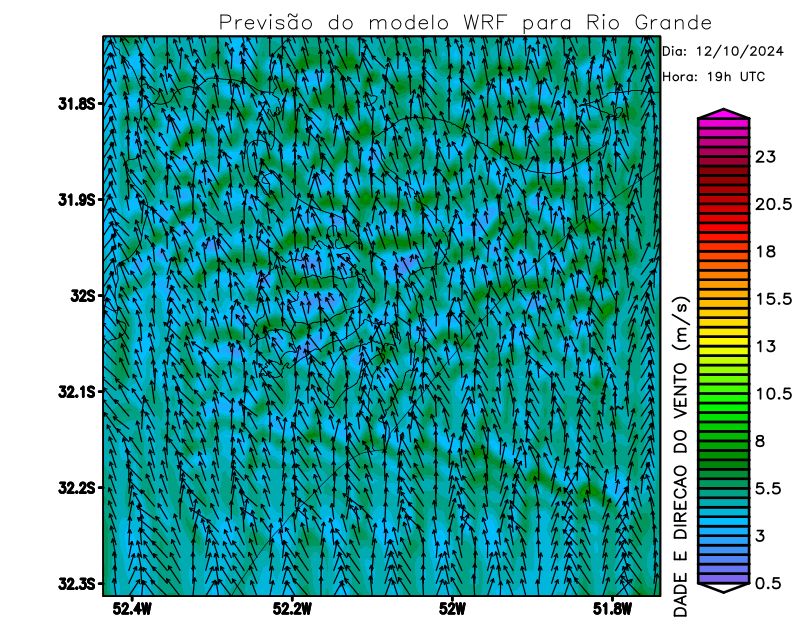 Previsão do modelo WRF para Rio Grande
Dia: 12/10/2024
Hora: 19h UTC
31.8S
31.9S
32S
32.1S
32.2S
32.3S
52.4W
52.2W
52W
51.8W
23
20.5
18
15.5
13
10.5
8
5.5
3
0.5
DADE E DIRECAO DO VENTO (m/s)